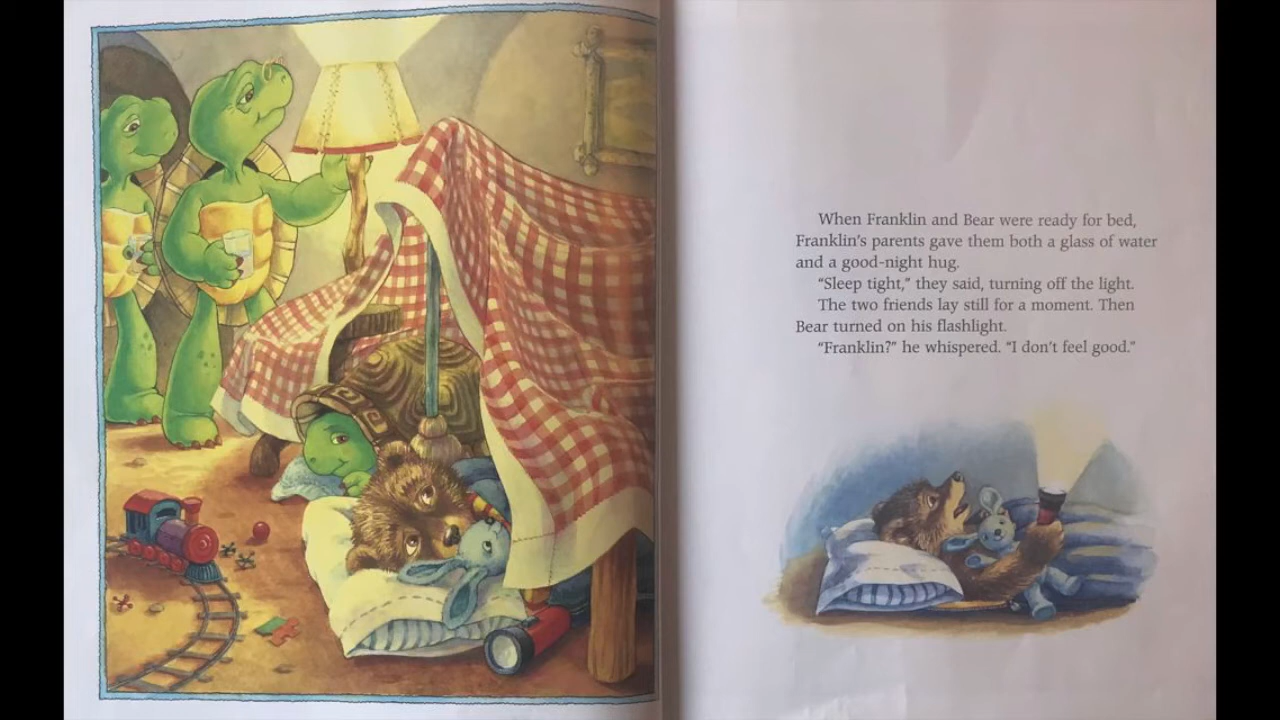 When Franklin and Bear were ready for bed,
Franklin's parents gave them both a glass of water
and a good-night hug.
“Sleep tight,” they said, turning off the light.
The two friends lay still for a moment. Then
Bear turned on his flashlight.
“Franklin?” he whispered. “I don't feel good.”